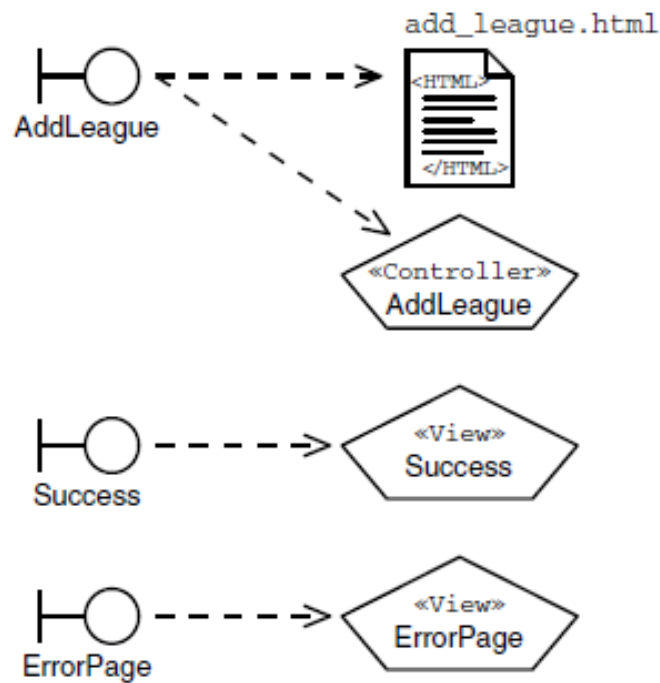 add_league.html
<HTML>
AddLeague
</HTML>
«Controller»
AddLeague
«View»
Success
Success
«View»
ErrorPage
ErrorPage